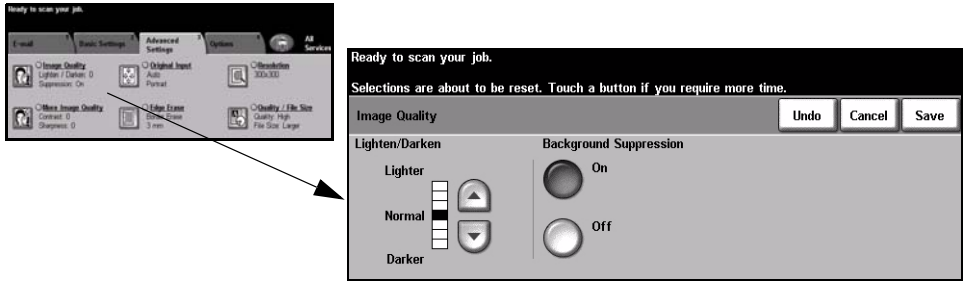 Ready to scan your job.
E-mail
Basic Settings
Advanced Settings
Options
All Services
Image Quality
Lighten / Darken: 0
Suppression: On
Original Input
Auto
Portrait
Resolution
300x300
More Image Quality
Contrast: 0
Sharpness: 0
Edge Erase
Border Erase
3 mm
Quality / File Size
Quality: High
File Size: Larger
Ready to scan your job.
Selections are about to be reset. Touch a button if you require more time.
Image Quality
Undo
Cancel
Save
Lighten/Darken
Background Suppression
Lighter
On
Normal
Off
Darker